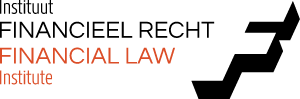 Instituut
FINANCIEEL RECHT
FINANCIAL LAW
Institute